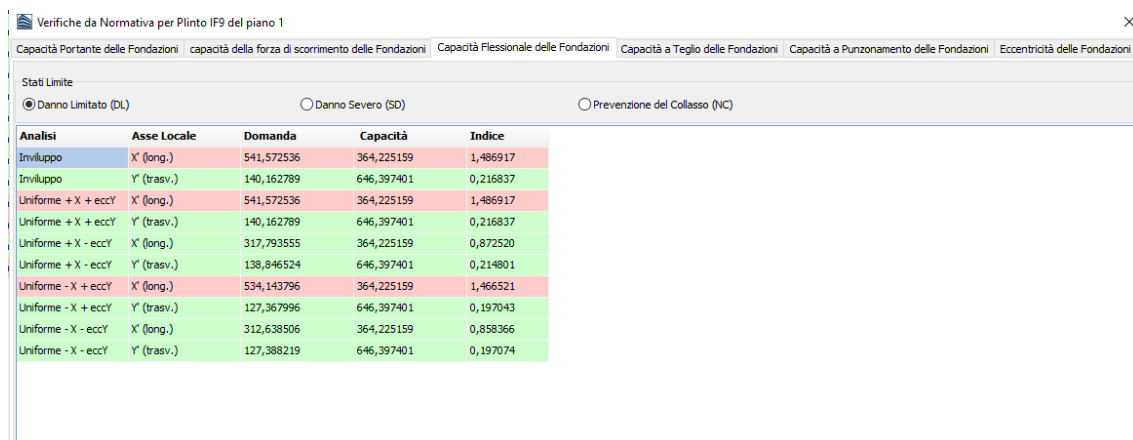 Verifiche da Normativa per Plinto IF9 del piano 1
Capacità Portante delle Fondazioni capacità della forza di scorrimento delle Fondazioni Capacità Flessionale delle Fondazioni Capacità a Teglio delle Fondazioni Capacità a Punzonamento delle Fondazioni Eccentricità delle Fondazioni
Stati Limite
Danno Limitato (DL) Danno Severo (SD) Prevenzione del Collasso (NC)
Analisi Asse Locale Domanda Capacità Indice
Inviluppo X' (long.) 541,572536 364,225159 1,486917
Inviluppo Y' (trasv.) 140,162789 646,397401 0,216837
Uniforme + X + eccY X' (long.) 541,572536 364,225159 1,486917
Uniforme + X + eccY Y' (trasv.) 140,162789 646,397401 0,216837
Uniforme + X - eccY X' (long.) 317,793555 364,225159 0,872520
Uniforme + X - eccY Y' (trasv.) 138,846524 646,397401 0,214801
Uniforme - X + eccY X' (long.) 534,143796 364,225159 1,466521
Uniforme - X + eccY Y' (trasv.) 127,367996 646,397401 0,197043
Uniforme - X - eccY X' (long.) 312,638506 364,225159 0,858366
Uniforme - X - eccY Y' (trasv.) 127,388219 646,397401 0,197074